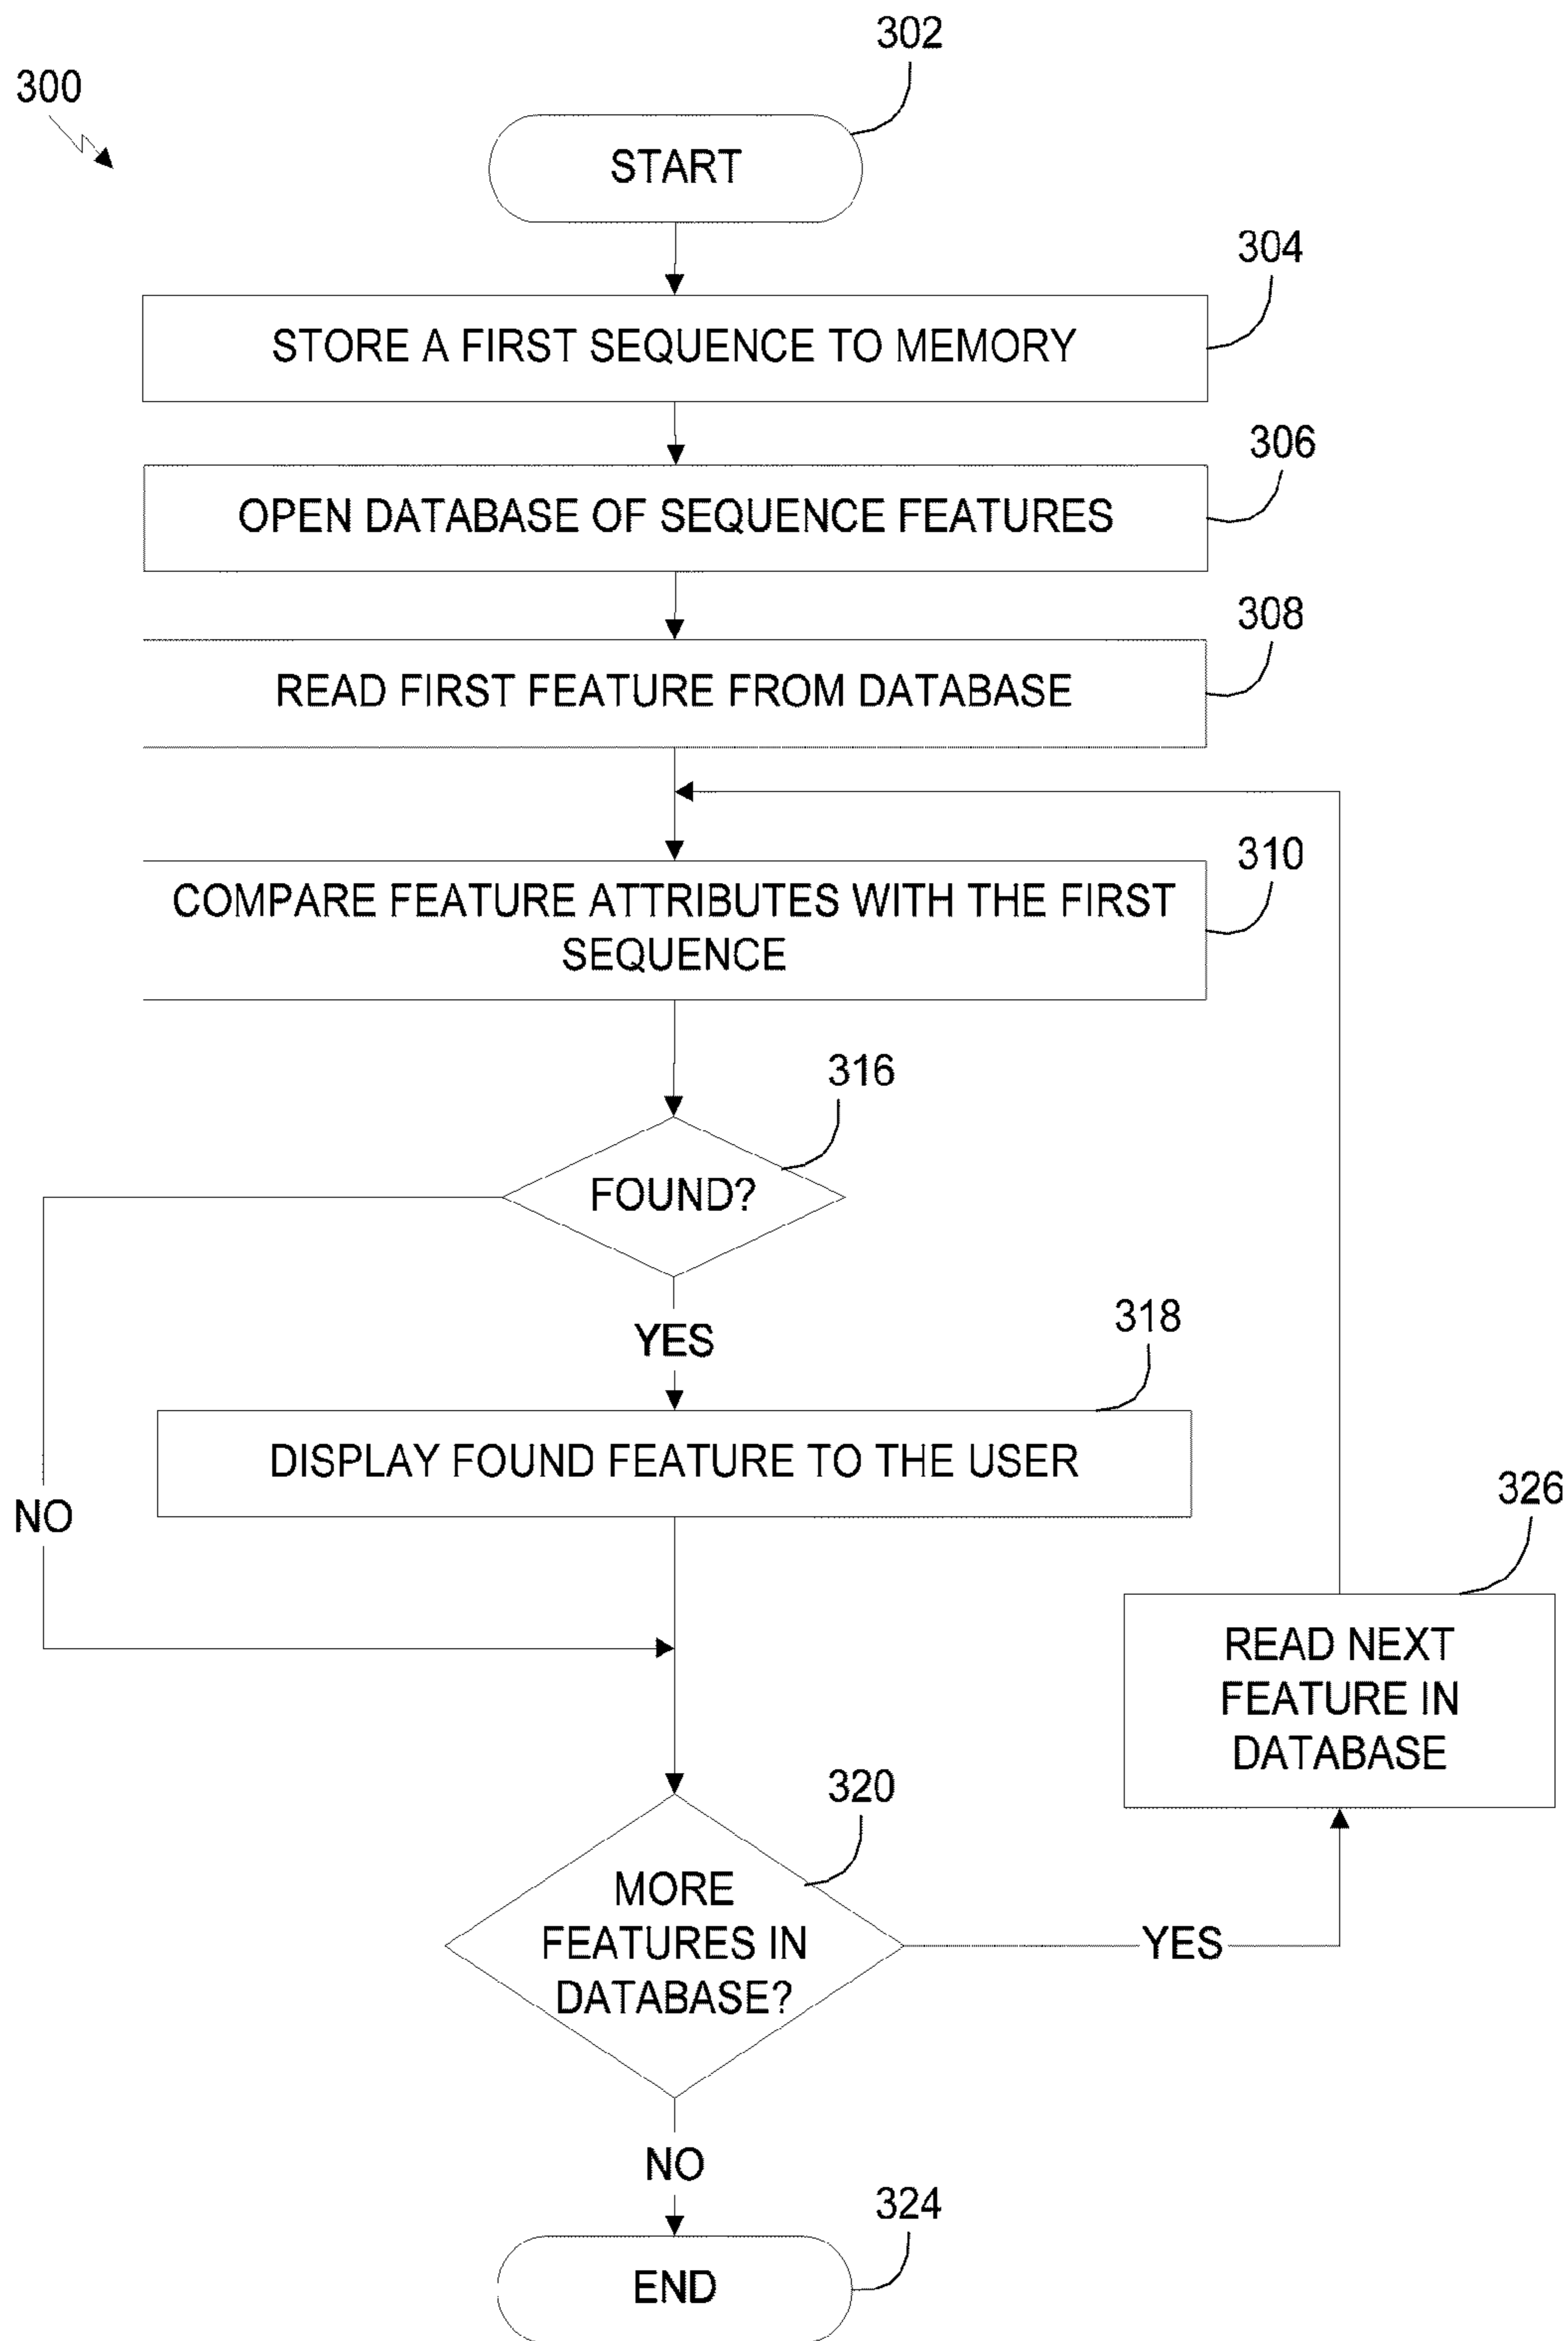 302
300
START
304
STORE A FIRST SEQUENCE TO MEMORY
306
OPEN DATABASE OF SEQUENCE FEATURES
308
READ FIRST FEATURE FROM DATABASE
310
COMPARE FEATURE ATTRIBUTES WITH THE FIRST
SEQUENCE
316
FOUND?
YES
318
DISPLAY FOUND FEATURE TO THE USER
NO
326
READ NEXT
FEATURE IN
DATABASE
320
MORE
FEATURES IN
DATABASE?
YES
NO
324
END